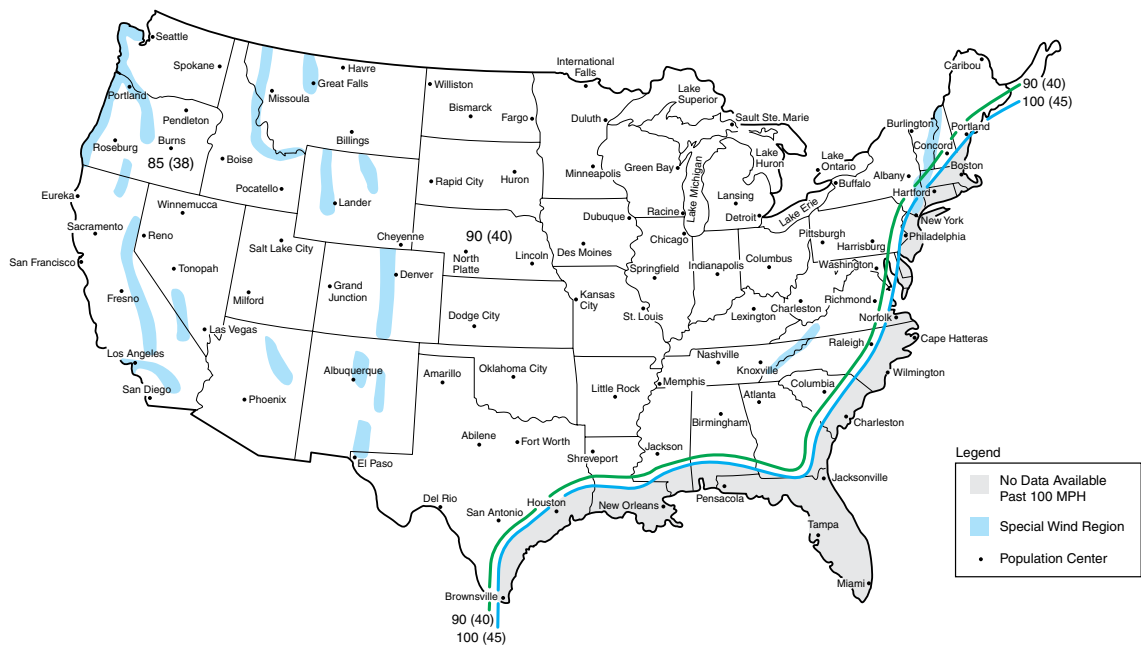 Seattle
Spokane
Portland
Pendleton
Roseburg
Burns
85 (38)
Boise
Pocatello
Eureka
Winnemucca
Sacramento
Reno
San Francisco
Tonopah
Fresno
Las Vegas
Los Angeles
San Diego
Missoula
Havre
Great Falls
Billings
Lander
Salt Lake City
Milford
Cheyenne
Denver
Grand
Junction
Albuquerque
Phoenix
El Paso
Williston
Bismarck
Fargo
Rapid City
Huron
90 (40)
North
Platte
Lincoln
Dodge City
Oklahoma City
Amarillo
Abilene
Fort Worth
Del Rio
San Antonio
Houston
Brownsville
90 (40)
100 (45)
International
Falls
Duluth
Minneapolis
Lake
Superior
Sault Ste. Marie
Green Bay
Lake Michigan
Lake
Huron
Lansing
Detroit
Racine
Dubuque
Chicago
Des Moines
Springfield
Indianapolis
Columbus
Kansas
City
St. Louis
Lexington
Charleston
Nashville
Knoxville
Memphis
Little Rock
Birmingham
Atlanta
Columbia
Shreveport
Jackson
New Orleans
Pensacola
Jacksonville
Tampa
Miami
Charleston
Wilmington
Cape Hatteras
Raleigh
Norfolk
Richmond
Washington
Pittsburgh
Harrisburg
Philadelphia
New York
Lake Erie
Lake
Ontario
Buffalo
Albany
Hartford
Boston
Concord
Burlington
Portland
Caribou
90 (40)
100 (45)
Legend
No Data Available
Past 100 MPH
Special Wind Region
Population Center